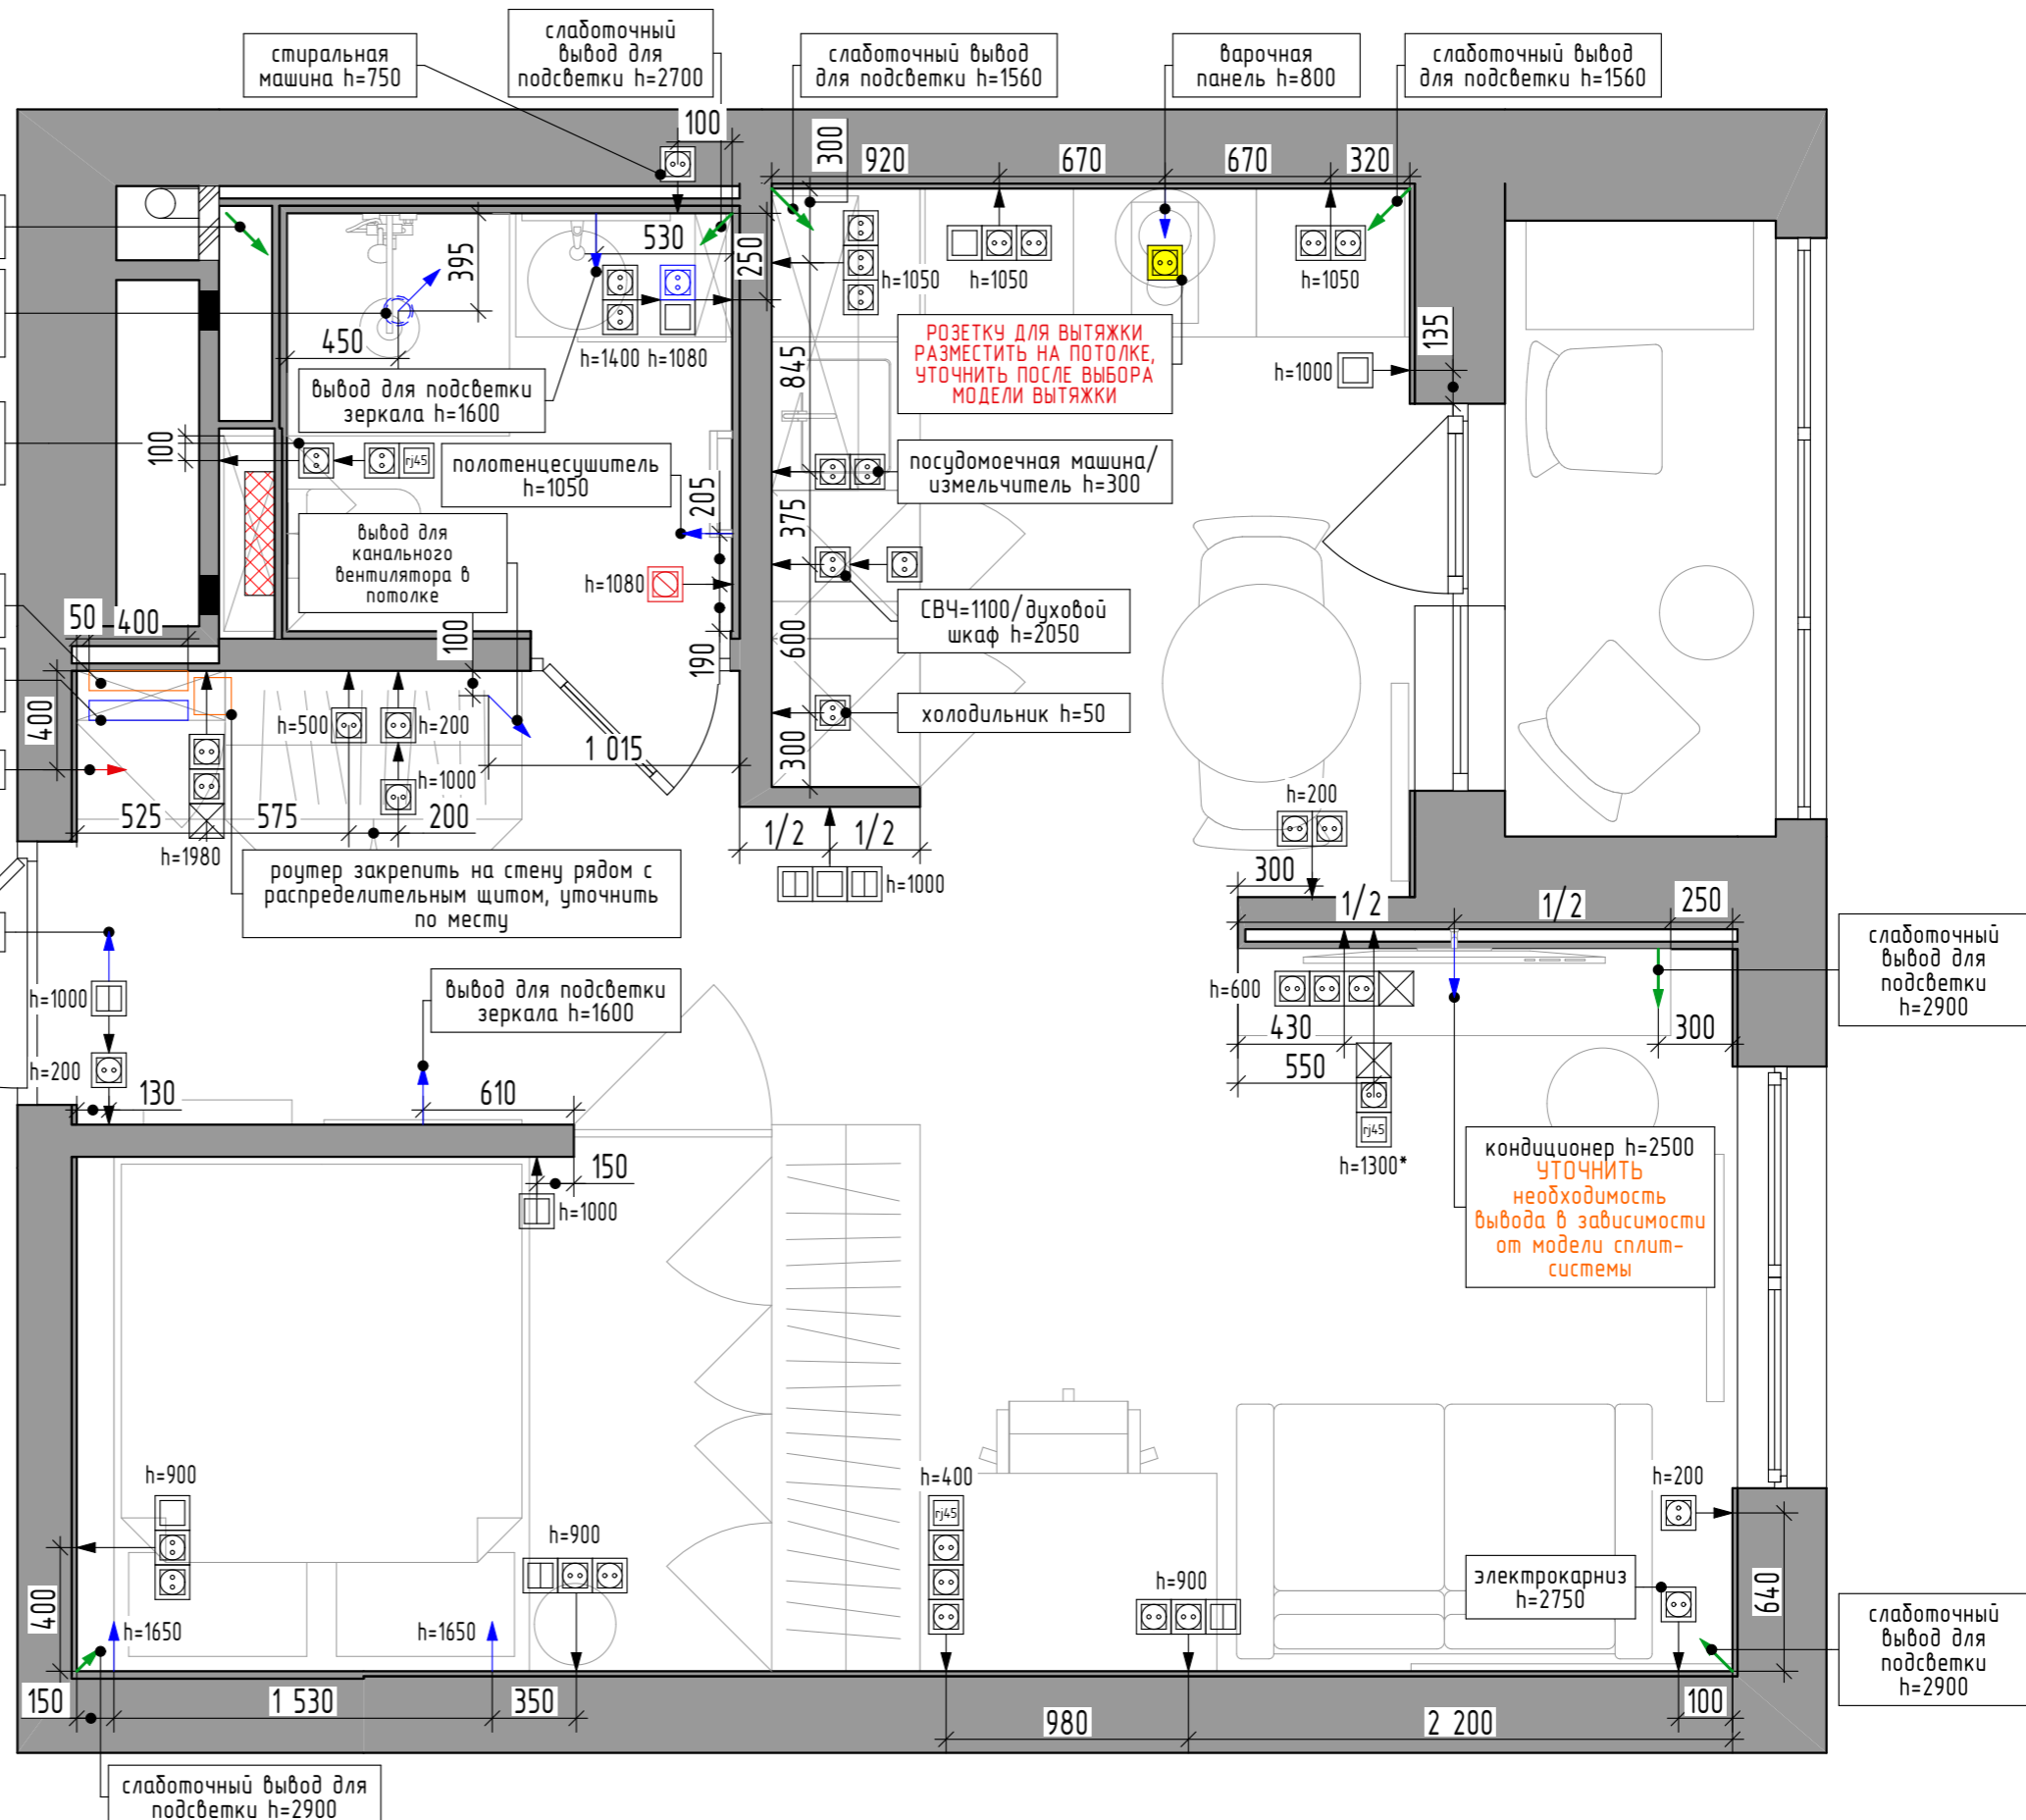 стиральная
машина h=750
слаботочный
вывод для
подсветки h=2700
слаботочный вывод
для подсветки h=1560
варочная
панель h=800
слаботочный вывод
для подсветки h=1560
100
300
920
670
670
320
530
250
395
450
h=1400
h=1080
h=1050
h=1050
h=1050
вывод для подсветки
зеркала h=1600
РОЗЕТКУ ДЛЯ ВЫТЯЖКИ
РАЗМЕСТИТЬ НА ПОТОЛКЕ,
УТОЧНИТЬ ПОСЛЕ ВЫБОРА
МОДЕЛИ ВЫТЯЖКИ
845
135
h=1000
100
rj45
полотенцесушитель
h=1050
посудомоечная машина/
измельчитель h=300
205
375
вывод для
канального
вентилятора в
потолке
h=1080
СВЧ=1100/духовой
шкаф h=2050
50
400
100
190
600
холодильник h=50
400
h=500
h=200
1 015
300
h=1000
525
575
200
h=1980
h=200
1/2
1/2
h=1000
роутер закрепить на стену рядом с
распределительным щитом, уточнить
по месту
300
1/2
1/2
250
слаботочный
вывод для
подсветки
h=2900
h=1000
вывод для подсветки
зеркала h=1600
h=600
430
300
h=200
550
130
610
rj45
h=1300*
кондиционер h=2500
УТОЧНИТЬ
необходимость
вывода в зависимости
от модели сплит-
системы
150
h=1000
h=900
h=400
h=200
rj45
h=900
h=900
электрокарниз
h=2750
640
400
h=1650
h=1650
слаботочный
вывод для
подсветки
h=2900
150
1 530
350
980
2 200
100
слаботочный вывод для
подсветки h=2900